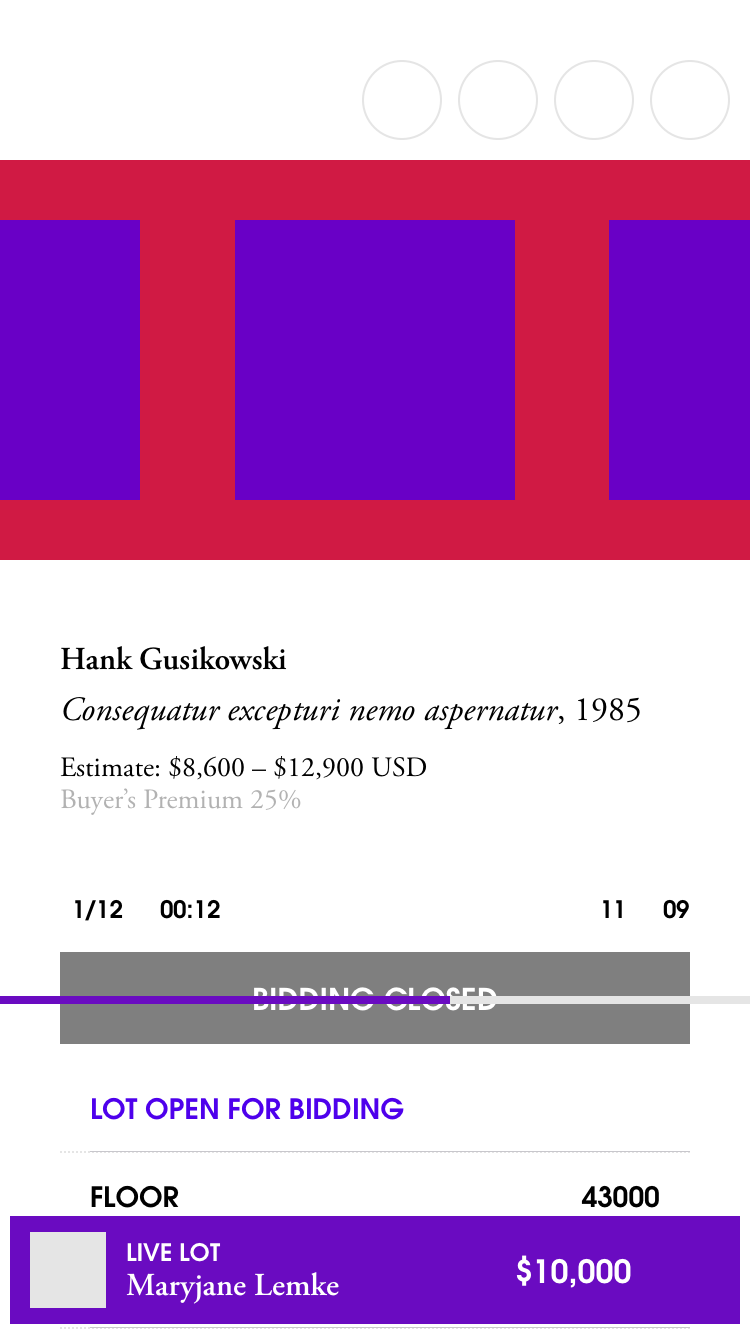 Hank Gusikowski
Consequatur excepturi nemo aspernatur, 1985
Estimate: $8,600 – $12,900 USD
Buyer’s Premium 25%
1/12 00:12 11 09
BIDDING CLOSED
LOT OPEN FOR BIDDING
FLOOR 43000
LIVE LOT
Maryjane Lemke
$10,000